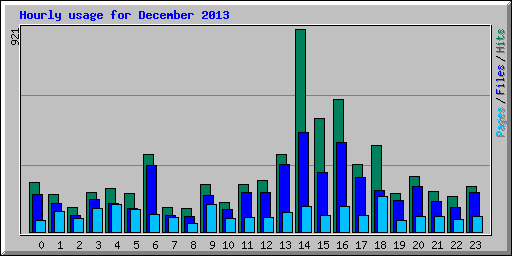 Hourly usage for December 2013
921
Pages / Files / Hits
0 1 2 3 4 5 6 7 8 9 10 11 12 13 14 15 16 17 18 19 20 21 22 23